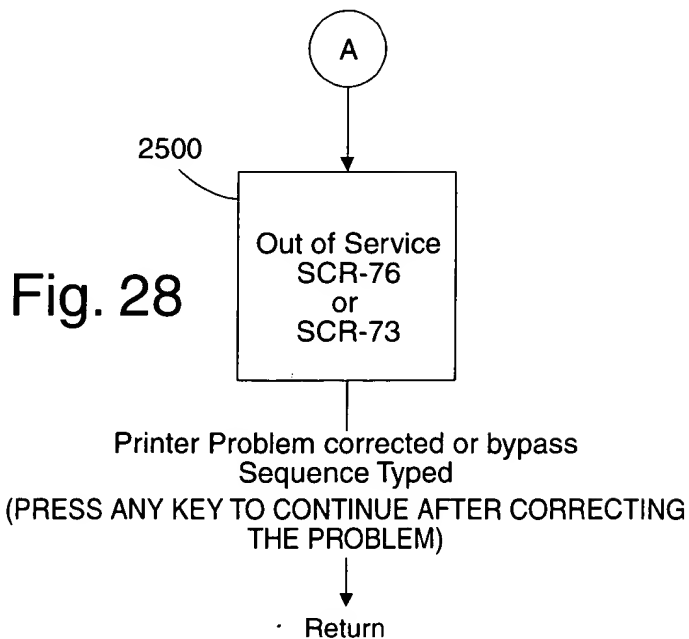 A
2500
Out of Service
SCR-76
or
SCR-73
Fig. 28
Printer Problem corrected or bypass
Sequence Typed
(PRESS ANY KEY TO CONTINUE AFTER CORRECTING
THE PROBLEM)
Return